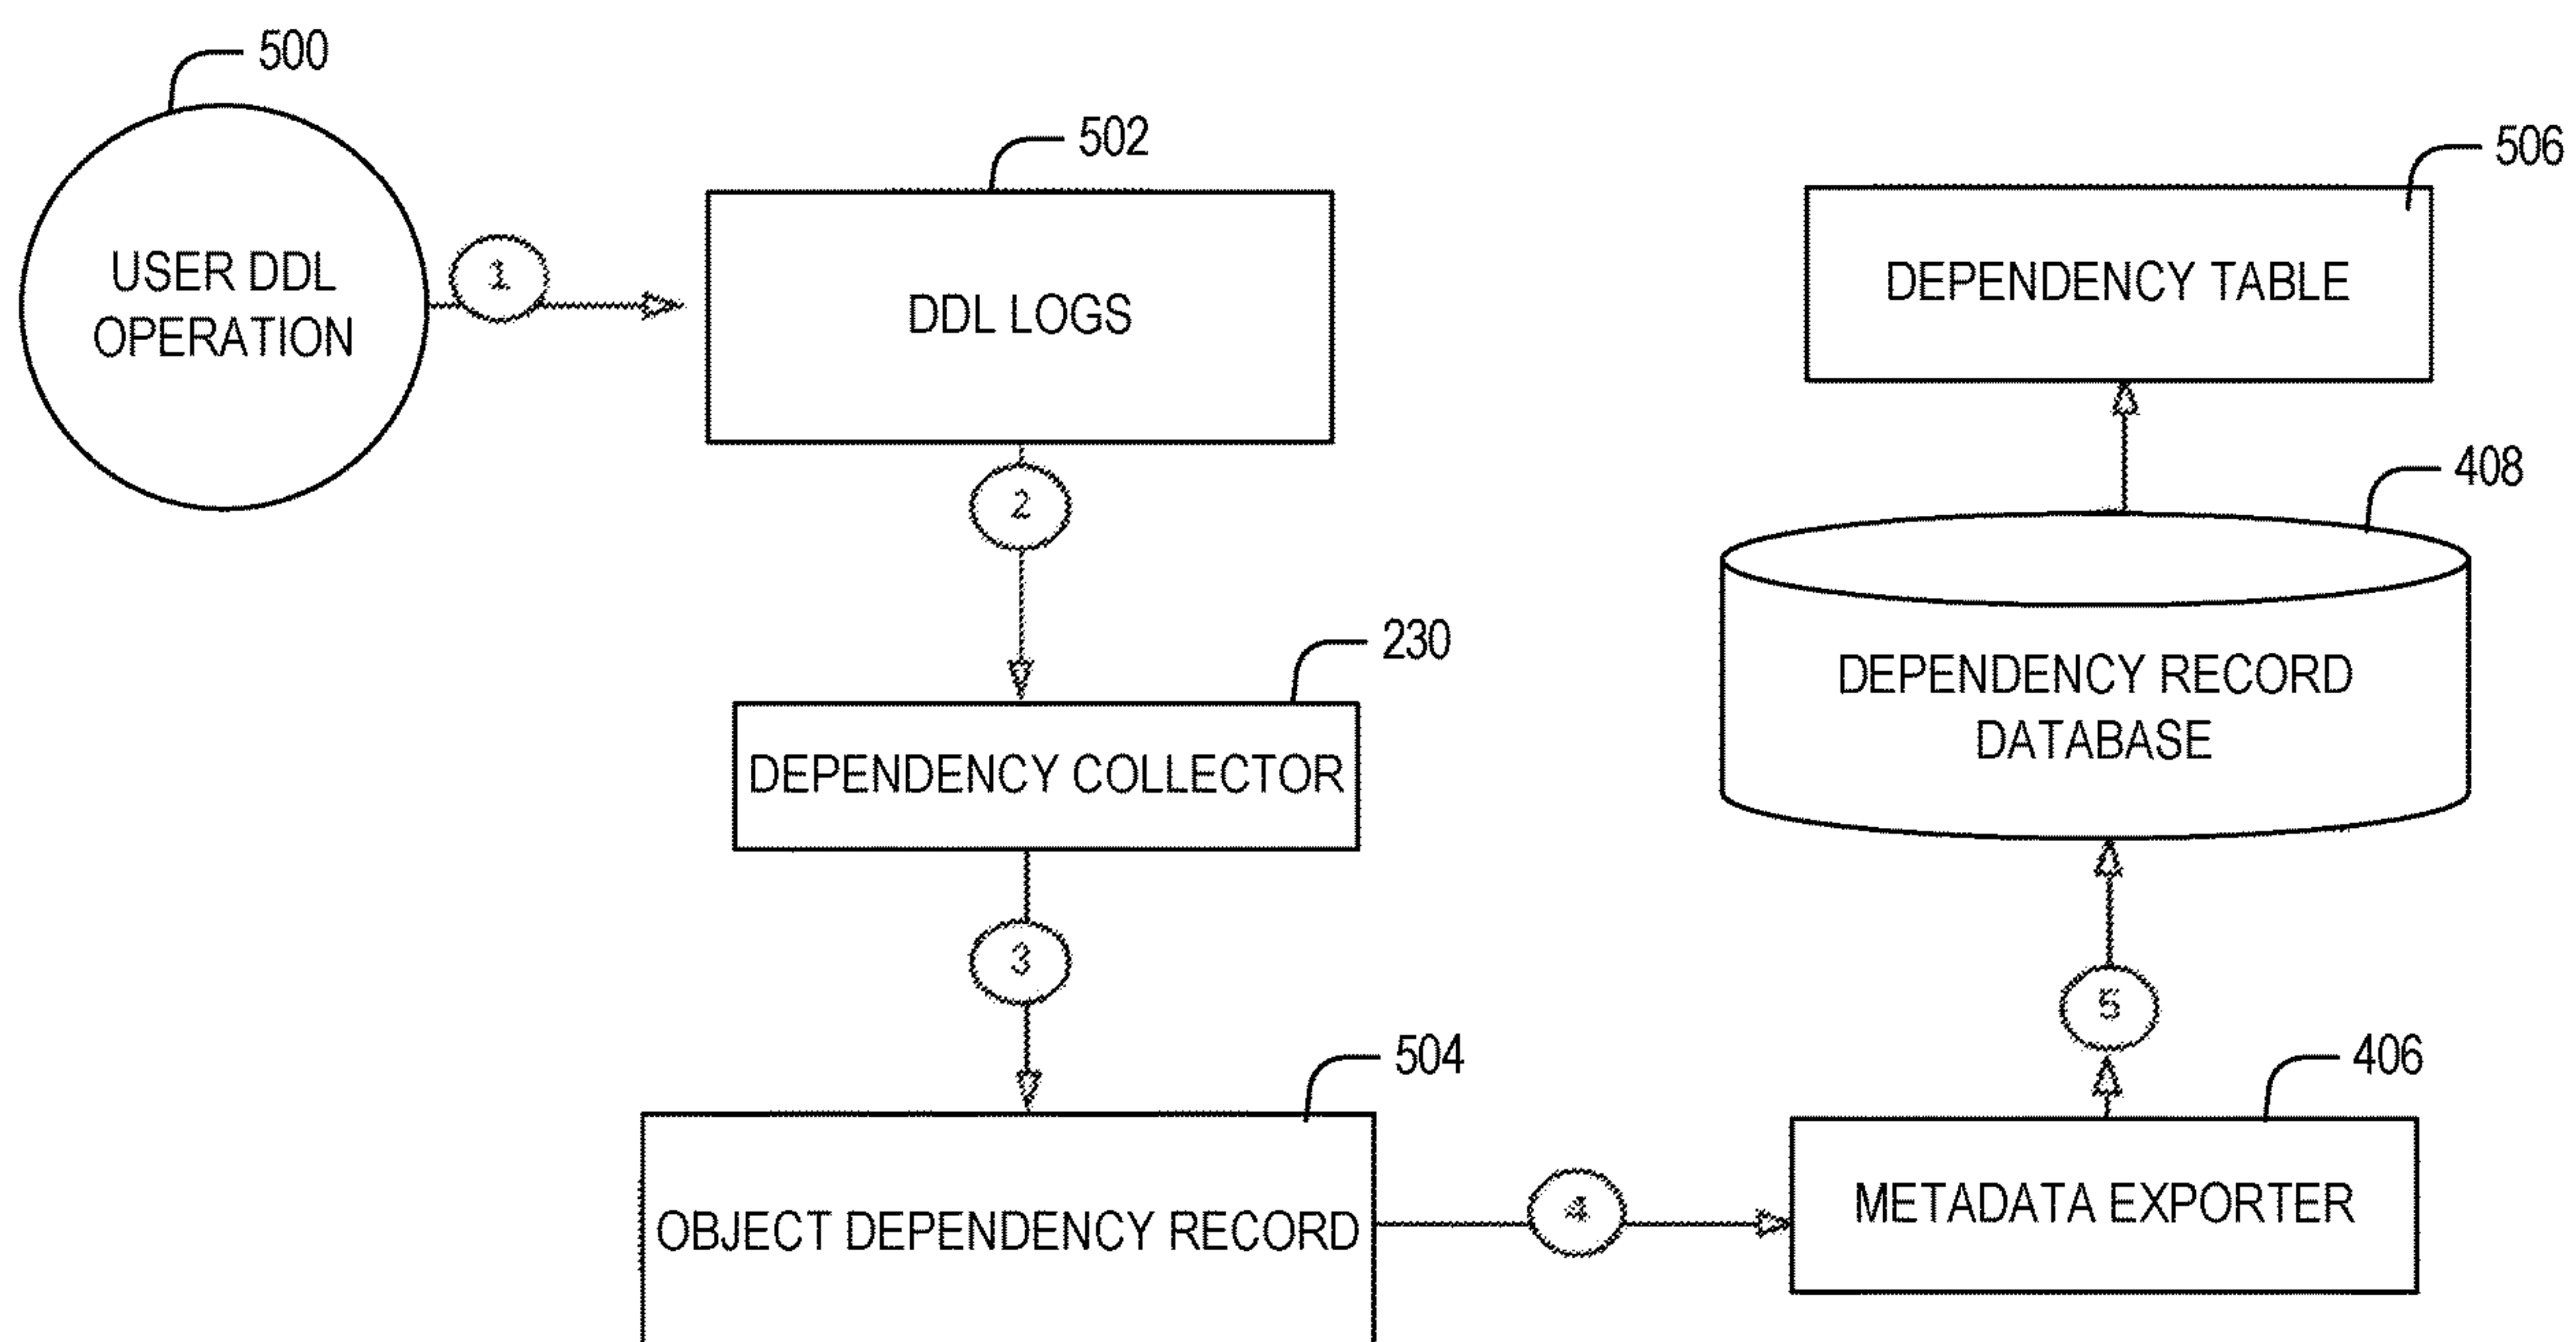 500
502
506
USER DDL
OPERATION
1
DDL LOGS
DEPENDENCY TABLE
2
408
230
DEPENDENCY COLLECTOR
DEPENDENCY RECORD
DATABASE
3
5
504
406
OBJECT DEPENDENCY RECORD
4
METADATA EXPORTER